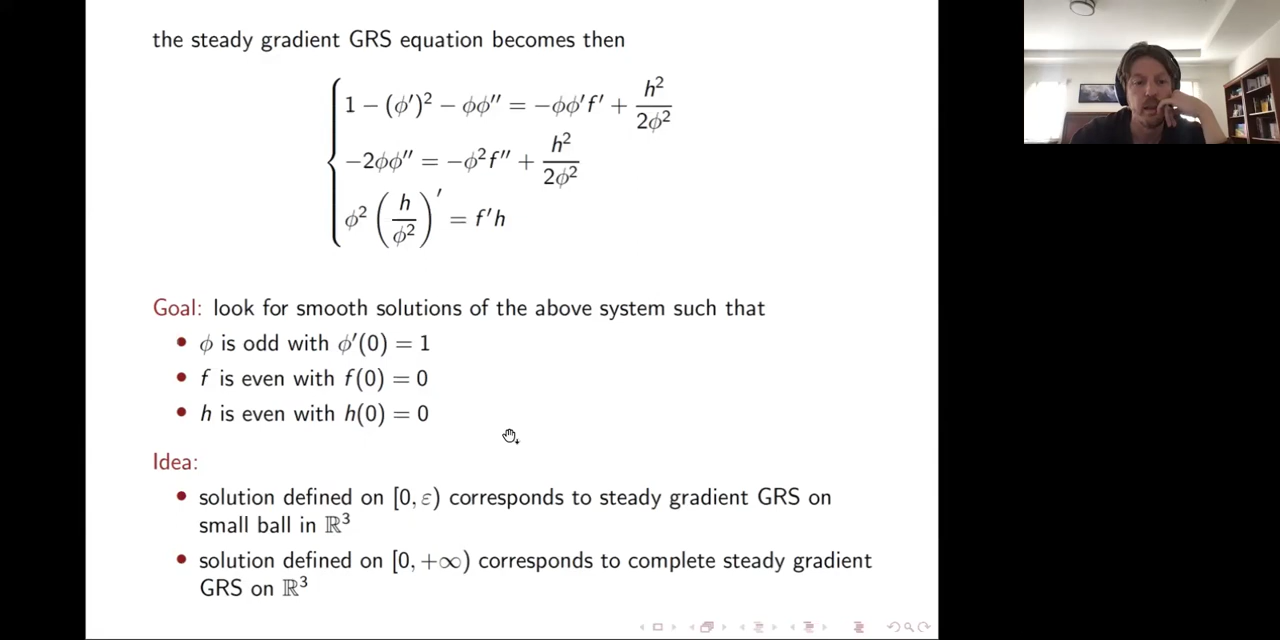 the steady gradient GRS equation becomes then
1 − (ϕ′)² − ϕϕ″ = −ϕϕ′f′ + h²/2ϕ²
−2ϕϕ″ = −ϕ²f″ + h²/2ϕ²
ϕ² (h/ϕ²)′ = f′h
Goal: look for smooth solutions of the above system such that
• ϕ is odd with ϕ′(0) = 1
• f is even with f(0) = 0
• h is even with h(0) = 0
Idea:
• solution defined on [0, ε) corresponds to steady gradient GRS on
small ball in ℝ³
• solution defined on [0, +∞) corresponds to complete steady gradient
GRS on ℝ³